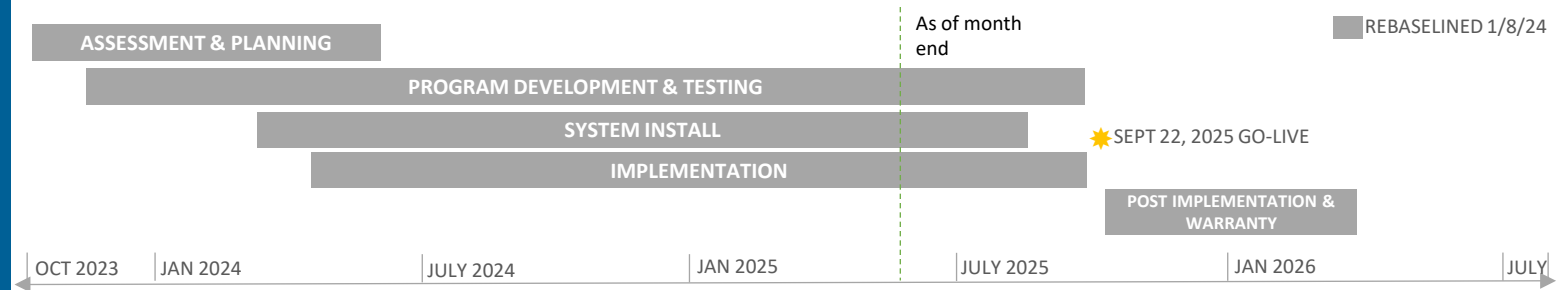 As of month
end
REBASELINED 1/8/24
ASSESSMENT & PLANNING
PROGRAM DEVELOPMENT & TESTING
SYSTEM INSTALL
SEPT 22, 2025 GO-LIVE
IMPLEMENTATION
POST IMPLEMENTATION &
WARRANTY
OCT 2023
JAN 2024
JULY 2024
JAN 2025
JULY 2025
JAN 2026
JULY